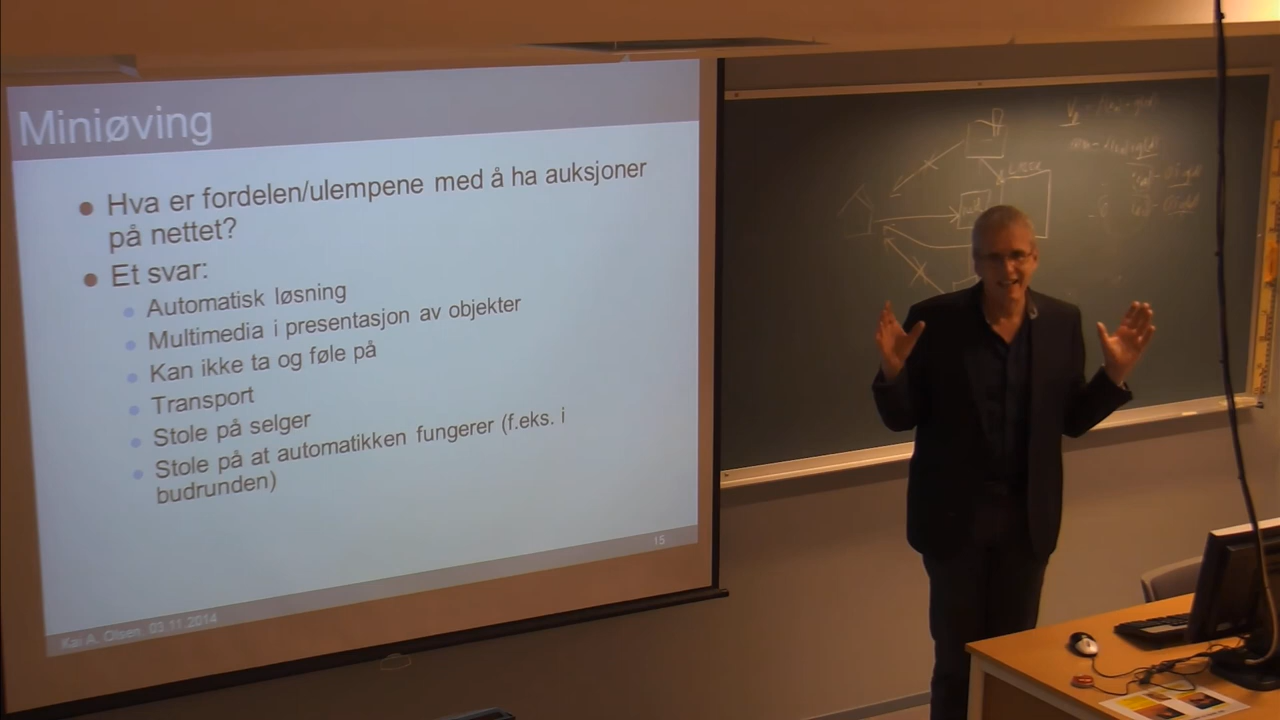 Miniøving
Hva er fordelen/ulempene med å ha auksjoner
på nettet?
Et svar:
Automatisk løsning
Multimedia i presentasjon av objekter
Kan ikke ta og føle på
Transport
Stole på selger
Stole på at automatikken fungerer (f.eks. i
budrunden)
15
Kai A. Olsen, 03.11.2014